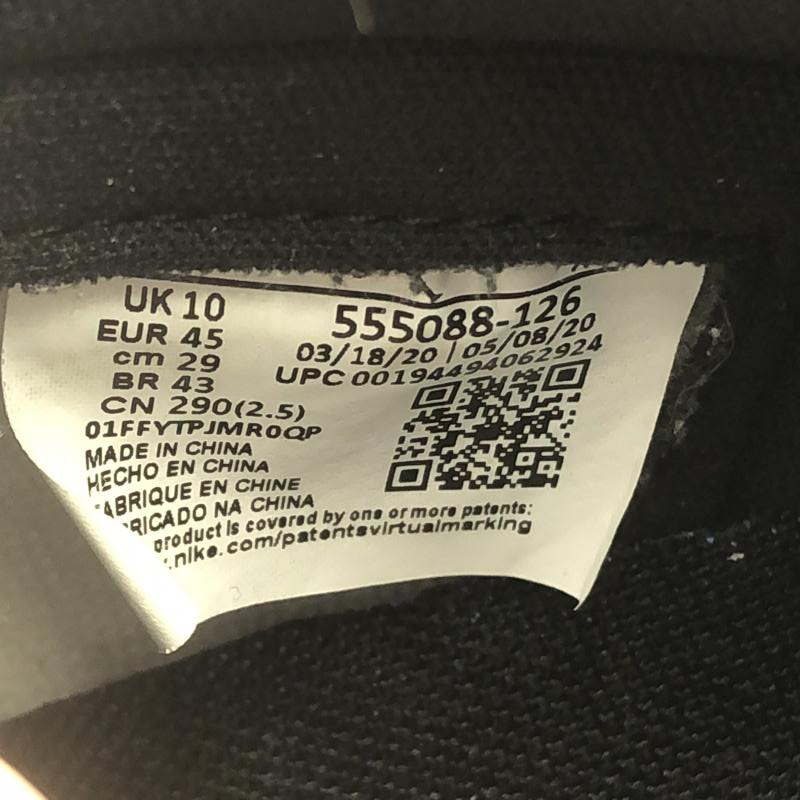 UK 10
EUR 45
cm 29
BR 43
CN 290(2.5)
01FFYTPJMR0QP
MADE IN CHINA
HECHO EN CHINA
FABRIQUE EN CHINE
BRICADO NA CHINA
product is covered by one or more patents:
.nike.com/patentsvirtualmarking
555088-126
03/18/20 | 05/08/20
UPC 00194494062924